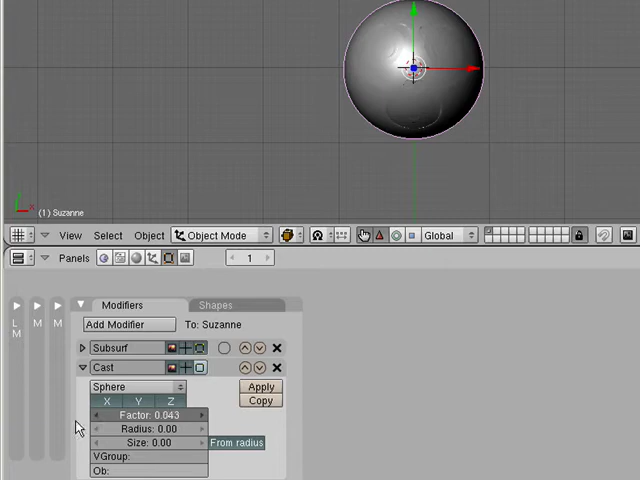 (1) Suzanne
View Select Object Object Mode Global
Panels 1
Modifiers Shapes
Add Modifier To: Suzanne
Subsurf
Cast
L
M
M
M
Sphere Apply
X Y Z Copy
Factor: 0.043
Radius: 0.00
Size: 0.00 From radius
VGroup:
Ob: